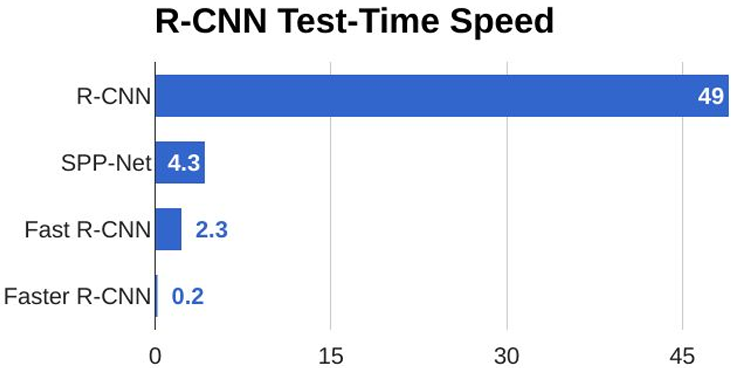 R-CNN Test-Time Speed
R-CNN 49
SPP-Net 4.3
Fast R-CNN 2.3
Faster R-CNN 0.2
0 15 30 45